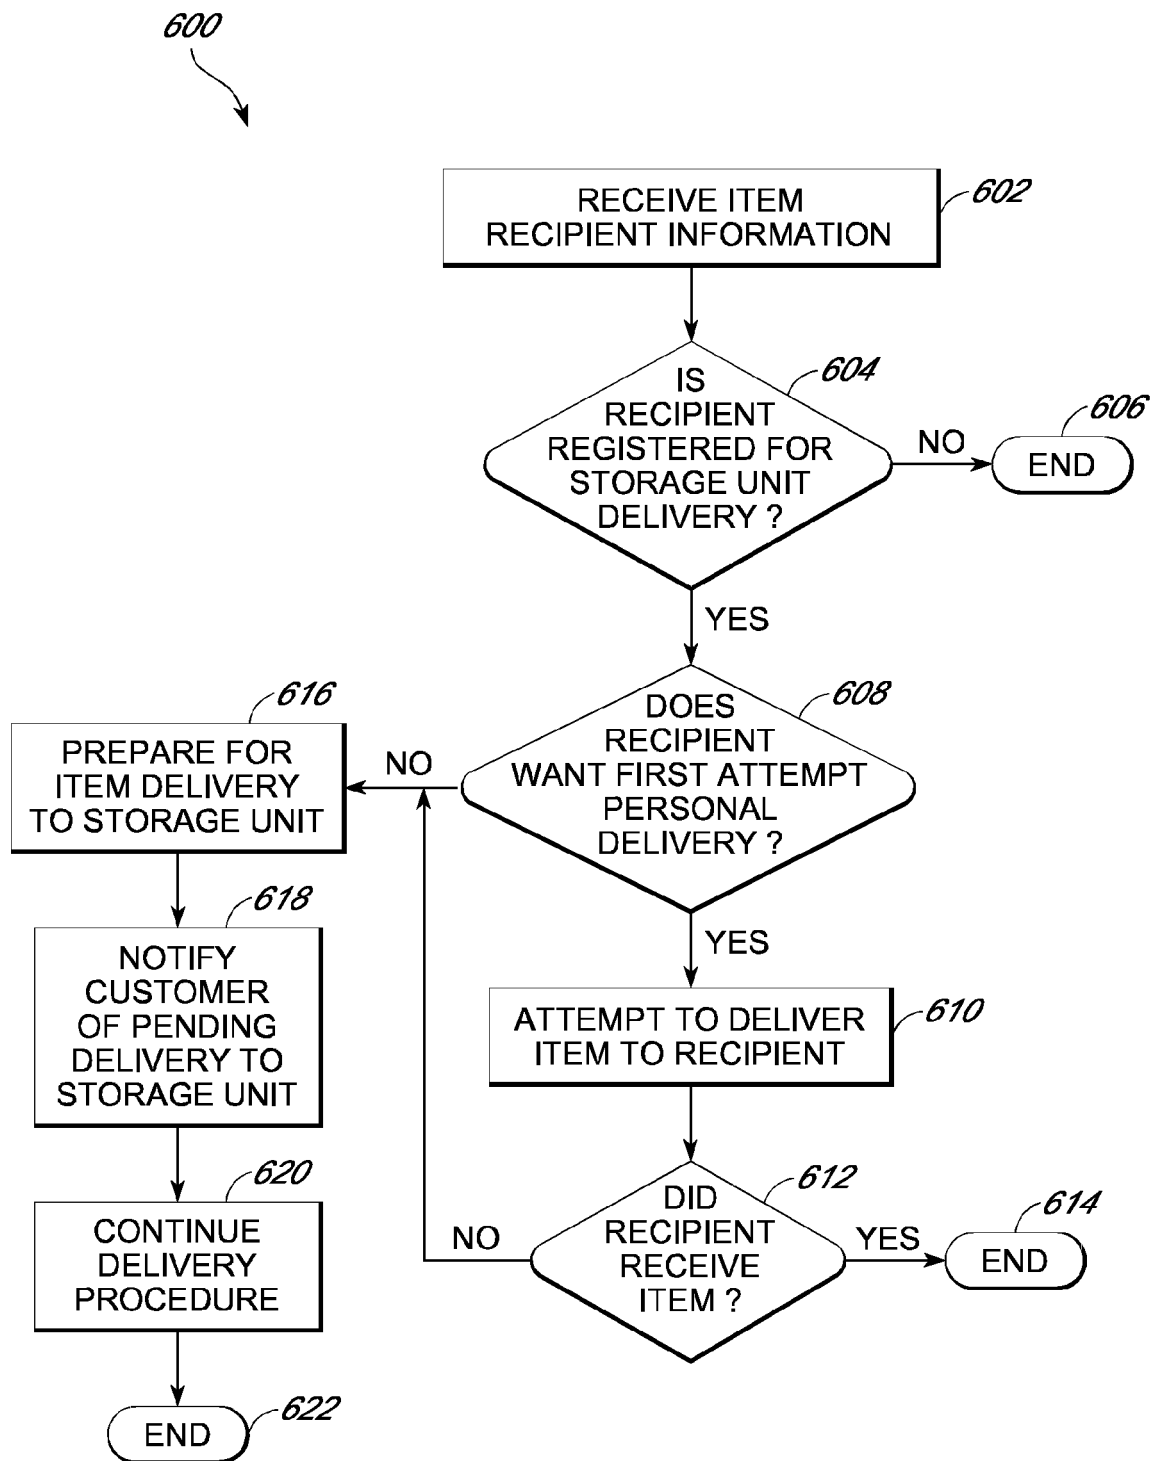 600
RECEIVE ITEM
RECIPIENT INFORMATION
602
IS
RECIPIENT
REGISTERED FOR
STORAGE UNIT
DELIVERY ?
604
NO
END
606
YES
DOES
RECIPIENT
WANT FIRST ATTEMPT
PERSONAL
DELIVERY ?
608
NO
PREPARE FOR
ITEM DELIVERY
TO STORAGE UNIT
616
NOTIFY
CUSTOMER
OF PENDING
DELIVERY TO
STORAGE UNIT
618
YES
ATTEMPT TO DELIVER
ITEM TO RECIPIENT
610
DID
RECIPIENT
RECEIVE
ITEM ?
612
NO
YES
END
614
CONTINUE
DELIVERY
PROCEDURE
620
END
622